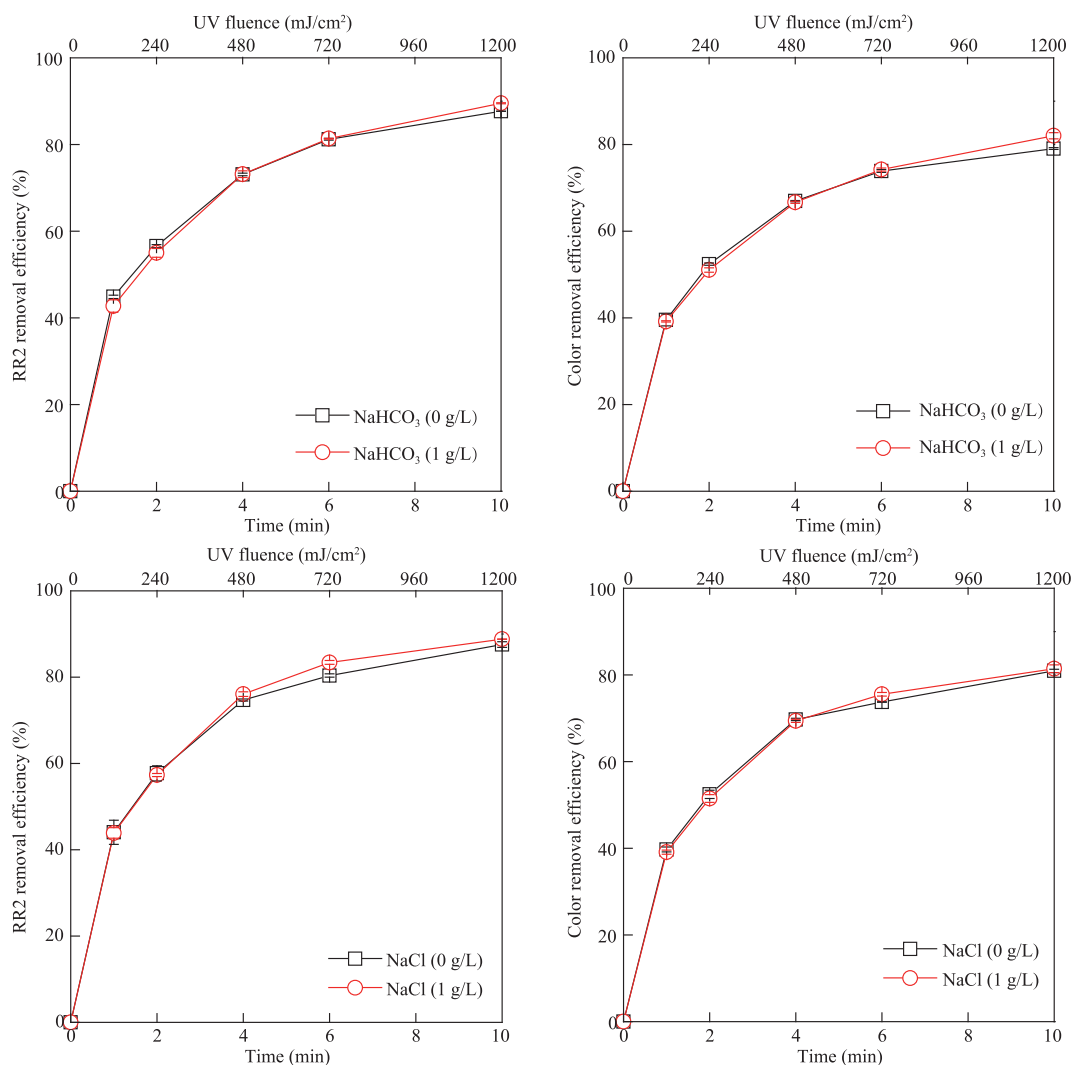 UV fluence (mJ/cm²)
0 240 480 720 960 1200
100
80
60
40
20
0
RR2 removal efficiency (%)
NaHCO₃ (0 g/L)
NaHCO₃ (1 g/L)
0 2 4 6 8 10
Time (min)
UV fluence (mJ/cm²)
0 240 480 720 960 1200
100
80
60
40
20
0
Color removal efficiency (%)
NaHCO₃ (0 g/L)
NaHCO₃ (1 g/L)
0 2 4 6 8 10
Time (min)
UV fluence (mJ/cm²)
0 240 480 720 960 1200
100
80
60
40
20
0
RR2 removal efficiency (%)
NaCl (0 g/L)
NaCl (1 g/L)
0 2 4 6 8 10
Time (min)
UV fluence (mJ/cm²)
0 240 480 720 960 1200
100
80
60
40
20
0
Color removal efficiency (%)
NaCl (0 g/L)
NaCl (1 g/L)
0 2 4 6 8 10
Time (min)